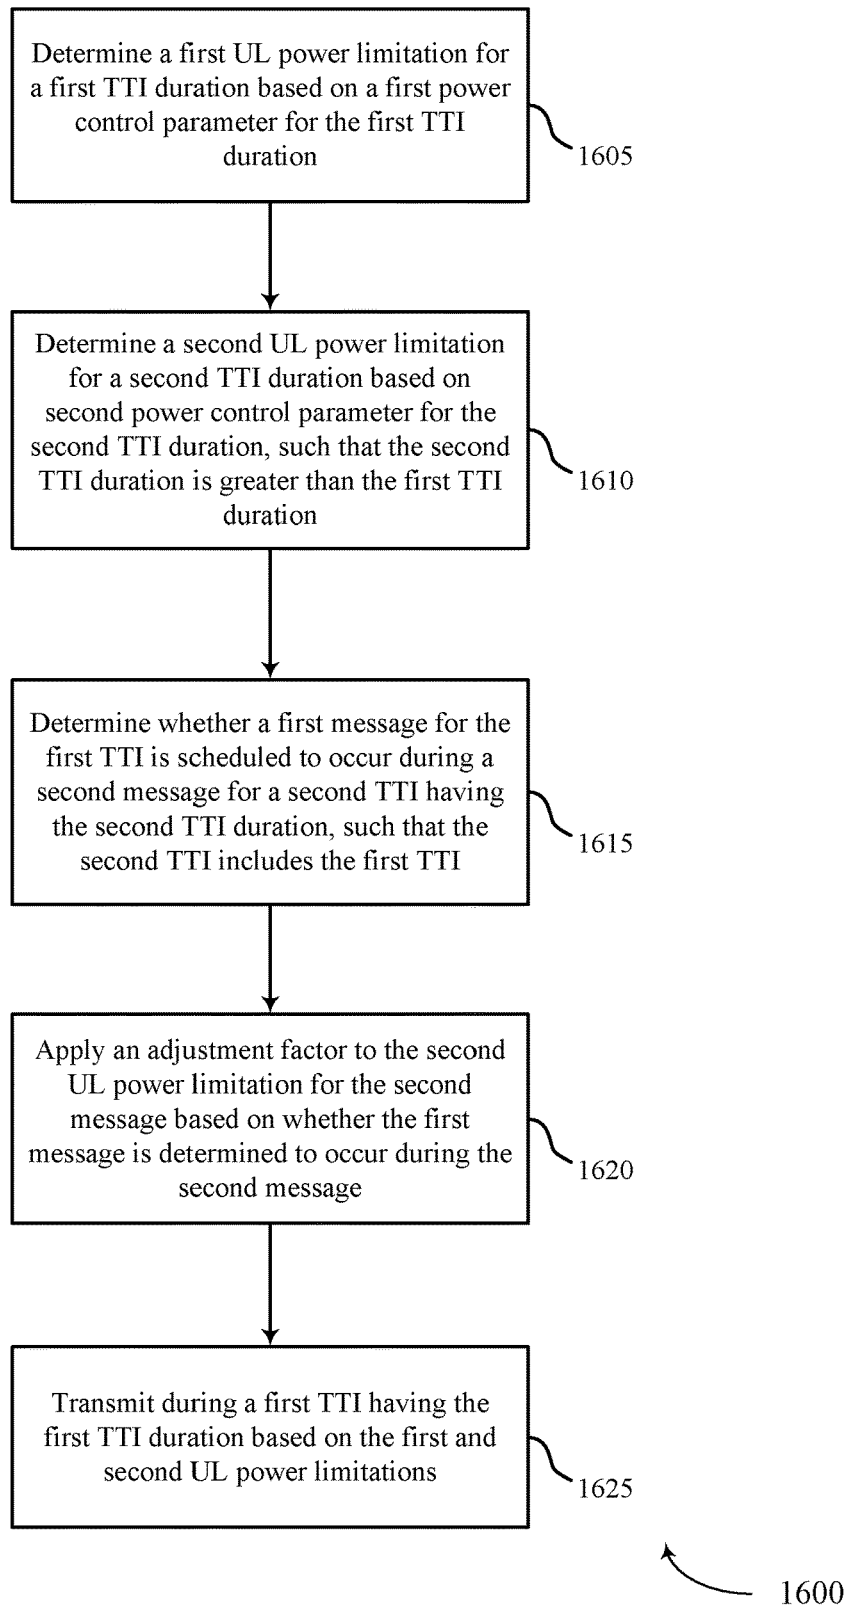 Determine a first UL power limitation for
a first TTI duration based on a first power
control parameter for the first TTI
duration
1605
Determine a second UL power limitation
for a second TTI duration based on
second power control parameter for the
second TTI duration, such that the second
TTI duration is greater than the first TTI
duration
1610
Determine whether a first message for the
first TTI is scheduled to occur during a
second message for a second TTI having
the second TTI duration, such that the
second TTI includes the first TTI
1615
Apply an adjustment factor to the second
UL power limitation for the second
message based on whether the first
message is determined to occur during the
second message
1620
Transmit during a first TTI having the
first TTI duration based on the first and
second UL power limitations
1625
1600